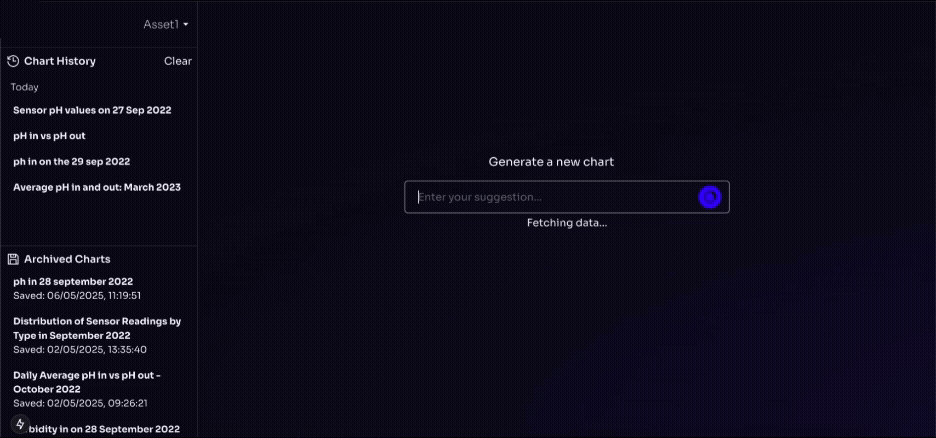 Asset1
Chart History Clear
Today
Sensor pH values on 27 Sep 2022
pH in vs pH out
ph in on the 29 sep 2022
Average pH in and out: March 2023
Archived Charts
ph in 28 september 2022
Saved: 06/05/2025, 11:19:51
Distribution of Sensor Readings by
Type in September 2022
Saved: 02/05/2025, 13:35:40
Daily Average pH in vs pH out –
October 2022
Saved: 02/05/2025, 09:26:21
bidity in on 28 September 2022
Generate a new chart
Enter your suggestion...
Fetching data...